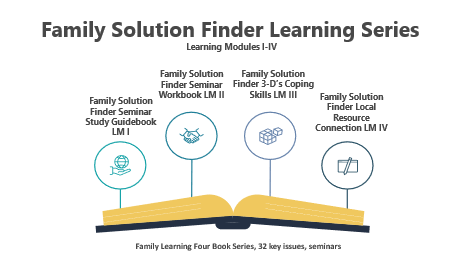 Family Solution Finder Learning Series
Learning Modules I-IV
Family Solution
Finder Seminar
Study Guidebook
LM I
Family Solution
Finder Seminar
Workbook LM II
Family Solution
Finder 3-D's Coping
Skills LM III
Family Solution
Finder Local
Resource
Connection LM IV
Family Learning Four Book Series, 32 key issues, seminars